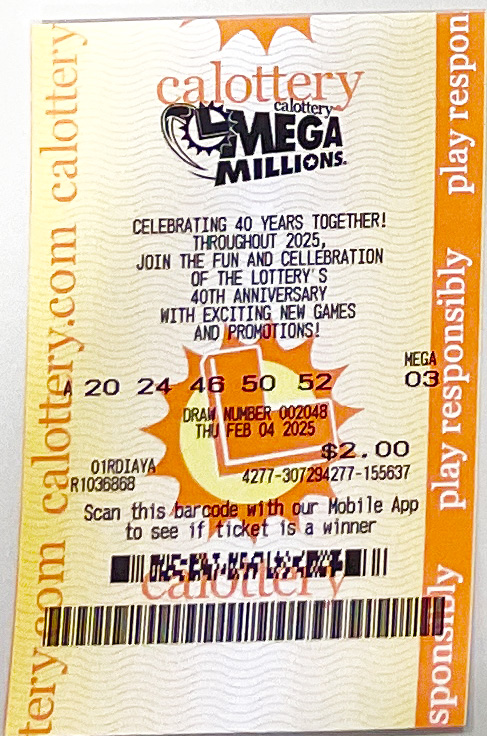 calottery
calottery
MEGA
MILLIONS.
CELEBRATING 40 YEARS TOGETHER!
THROUGHOUT 2025,
JOIN THE FUN AND CELLEBRATION
OF THE LOTTERY'S
40TH ANNIVERSARY
WITH EXCITING NEW GAMES
AND PROMOTIONS!
MEGA
A 20 24 46 50 52 03
DRAW NUMBER 002048
THU FEB 04 2025
$2.00
01RDIAYA 4277-307294277-155637
R1036868
Scan this barcode with our Mobile App
to see if ticket is a winner
calottery
tery.com calottery.com calottery
play respon
play responsibly
sponsibly